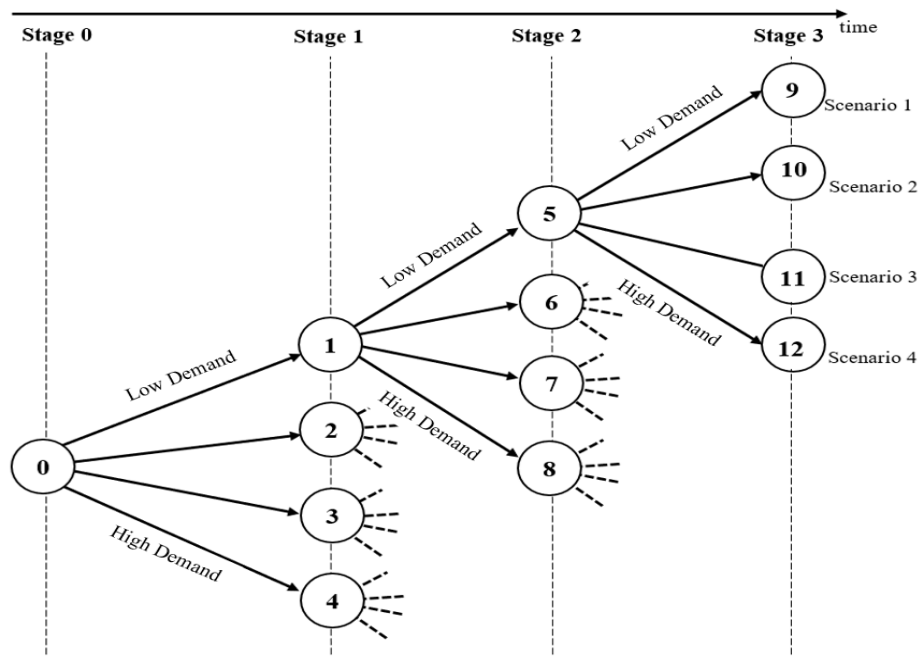 time
Stage 0
Stage 1
Stage 2
Stage 3
9
Scenario 1
Low Demand
10
Scenario 2
5
Low Demand
11
Scenario 3
6
High Demand
1
12
Scenario 4
Low Demand
7
High Demand
2
0
8
3
High Demand
4